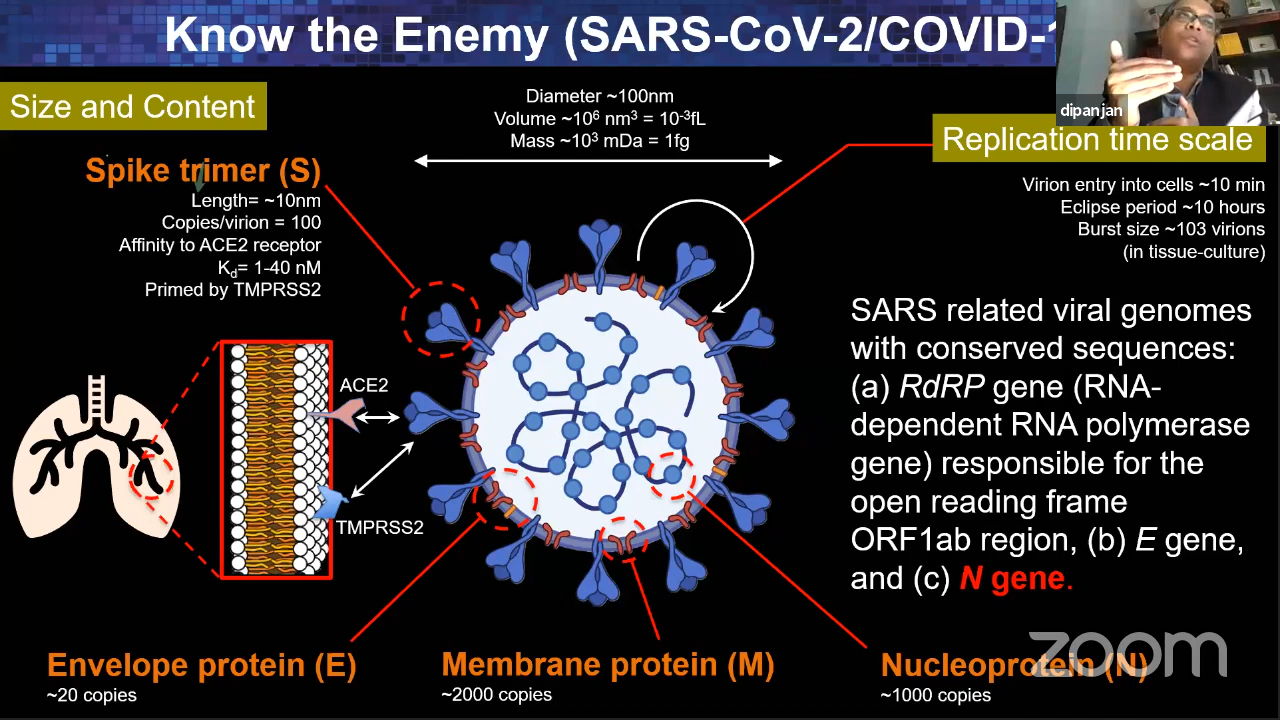 Know the Enemy (SARS-CoV-2/COVID-1
dipanjan
Size and Content
Diameter ~100nm
Volume ~10⁶ nm³ = 10⁻³fL
Mass ~10³ mDa = 1fg
Replication time scale
Spike trimer (S)
Length= ~10nm
Copies/virion = 100
Affinity to ACE2 receptor
K_d= 1-40 nM
Primed by TMPRSS2
Virion entry into cells ~10 min
Eclipse period ~10 hours
Burst size ~103 virions
(in tissue-culture)
SARS related viral genomes
with conserved sequences:
(a) RdRP gene (RNA-
dependent RNA polymerase
gene) responsible for the
open reading frame
ORF1ab region, (b) E gene,
and (c) N gene.
ACE2
TMPRSS2
Envelope protein (E)
~20 copies
Membrane protein (M)
~2000 copies
Nucleoprotein (N)
~1000 copies
zoom